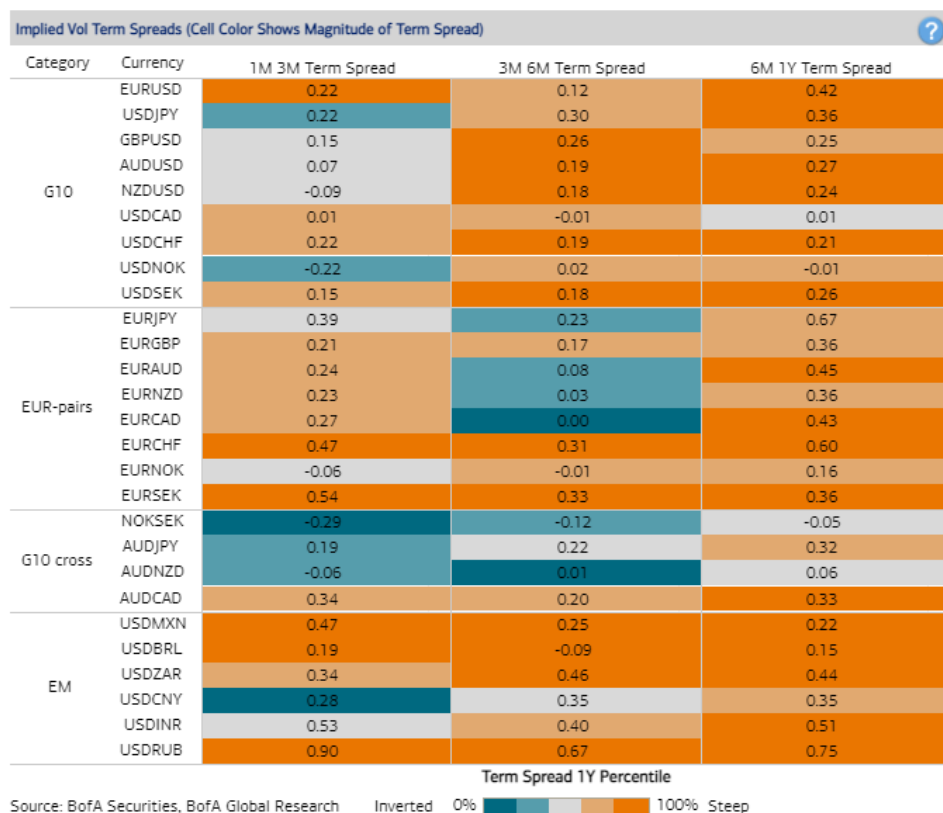 Implied Vol Term Spreads (Cell Color Shows Magnitude of Term Spread) ?
Category Currency 1M 3M Term Spread 3M 6M Term Spread 6M 1Y Term Spread
EURUSD 0.22 0.12 0.42
USDJPY 0.22 0.30 0.36
GBPUSD 0.15 0.26 0.25
AUDUSD 0.07 0.19 0.27
G10 NZDUSD -0.09 0.18 0.24
USDCAD 0.01 -0.01 0.01
USDCHF 0.22 0.19 0.21
USDNOK -0.22 0.02 -0.01
USDSEK 0.15 0.18 0.26
EURJPY 0.39 0.23 0.67
EURGBP 0.21 0.17 0.36
EURAUD 0.24 0.08 0.45
EUR-pairs EURNZD 0.23 0.03 0.36
EURCAD 0.27 0.00 0.43
EURCHF 0.47 0.31 0.60
EURNOK -0.06 -0.01 0.16
EURSEK 0.54 0.33 0.36
NOKSEK -0.29 -0.12 -0.05
G10 cross AUDJPY 0.19 0.22 0.32
AUDNZD -0.06 0.01 0.06
AUDCAD 0.34 0.20 0.33
USDMXN 0.47 0.25 0.22
USDBRL 0.19 -0.09 0.15
EM USDZAR 0.34 0.46 0.44
USDCNY 0.28 0.35 0.35
USDINR 0.53 0.40 0.51
USDRUB 0.90 0.67 0.75
Term Spread 1Y Percentile
Source: BofA Securities, BofA Global Research Inverted 0% 100% Steep